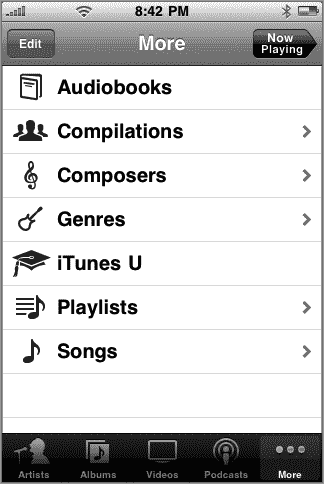 8:42 PM
Edit
More
Now
Playing
Audiobooks
Compilations
Composers
Genres
iTunes U
Playlists
Songs
Artists
Albums
Videos
Podcasts
More